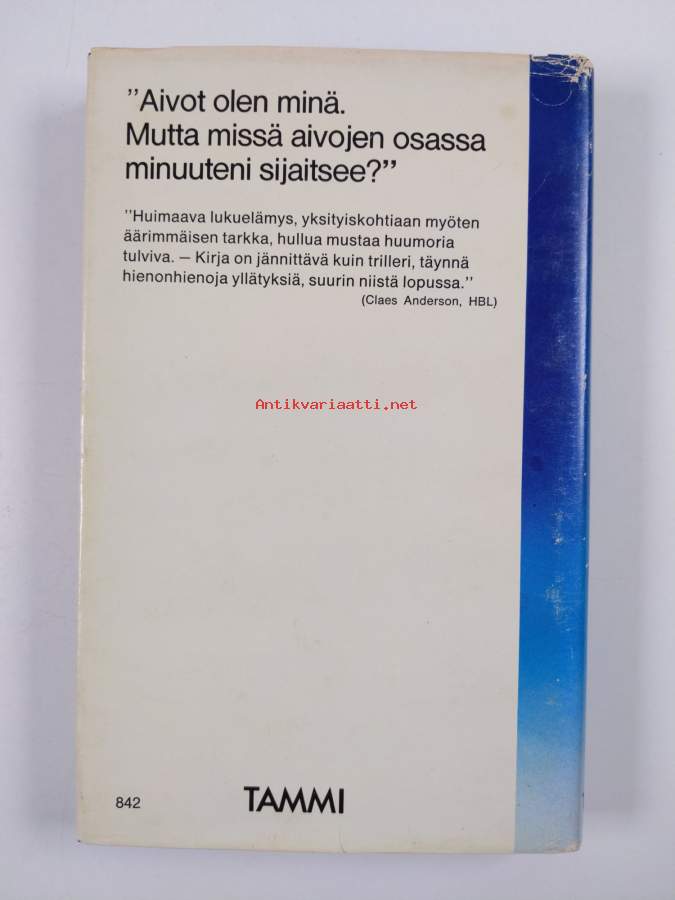 ”Aivot olen minä.
Mutta missä aivojen osassa
minuuteni sijaitsee?”
”Huimaava lukuelämys, yksityiskohtiaan myöten
äärimmäisen tarkka, hullua mustaa huumoria
tulviva. — Kirja on jännittävä kuin trilleri, täynnä
hienonhienoja yllätyksiä, suurin niistä lopussa.”
(Claes Anderson, HBL)
Antikvariaatti.net
842
TAMMI